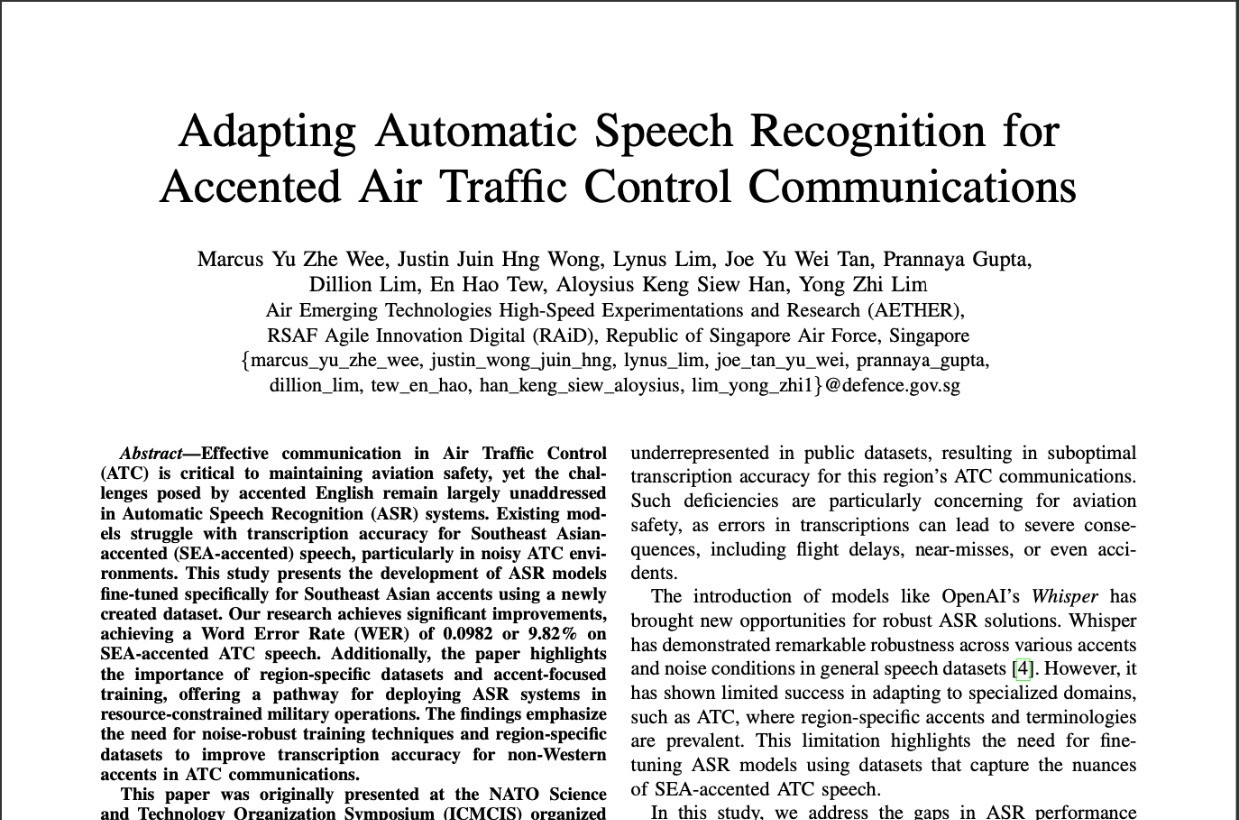 Adapting Automatic Speech Recognition for
Accented Air Traffic Control Communications
Marcus Yu Zhe Wee, Justin Juin Hng Wong, Lynus Lim, Joe Yu Wei Tan, Prannaya Gupta,
Dillion Lim, En Hao Tew, Aloysius Keng Siew Han, Yong Zhi Lim
Air Emerging Technologies High-Speed Experimentations and Research (AETHER),
RSAF Agile Innovation Digital (RAiD), Republic of Singapore Air Force, Singapore
{marcus_yu_zhe_wee, justin_wong_juin_hng, lynus_lim, joe_tan_yu_wei, prannaya_gupta,
dillion_lim, tew_en_hao, han_keng_siew_aloysius, lim_yong_zhi1}@defence.gov.sg
Abstract—Effective communication in Air Traffic Control
(ATC) is critical to maintaining aviation safety, yet the chal-
lenges posed by accented English remain largely unaddressed
in Automatic Speech Recognition (ASR) systems. Existing mod-
els struggle with transcription accuracy for Southeast Asian-
accented (SEA-accented) speech, particularly in noisy ATC envi-
ronments. This study presents the development of ASR models
fine-tuned specifically for Southeast Asian accents using a newly
created dataset. Our research achieves significant improvements,
achieving a Word Error Rate (WER) of 0.0982 or 9.82% on
SEA-accented ATC speech. Additionally, the paper highlights
the importance of region-specific datasets and accent-focused
training, offering a pathway for deploying ASR systems in
resource-constrained military operations. The findings emphasize
the need for noise-robust training techniques and region-specific
datasets to improve transcription accuracy for non-Western
accents in ATC communications.
This paper was originally presented at the NATO Science
and Technology Organization Symposium (ICMCIS) organized
underrepresented in public datasets, resulting in suboptimal
transcription accuracy for this region's ATC communications.
Such deficiencies are particularly concerning for aviation
safety, as errors in transcriptions can lead to severe conse-
quences, including flight delays, near-misses, or even acci-
dents.
The introduction of models like OpenAI's Whisper has
brought new opportunities for robust ASR solutions. Whisper
has demonstrated remarkable robustness across various accents
and noise conditions in general speech datasets [4]. However, it
has shown limited success in adapting to specialized domains,
such as ATC, where region-specific accents and terminologies
are prevalent. This limitation highlights the need for fine-
tuning ASR models using datasets that capture the nuances
of SEA-accented ATC speech.
In this study, we address the gaps in ASR performance